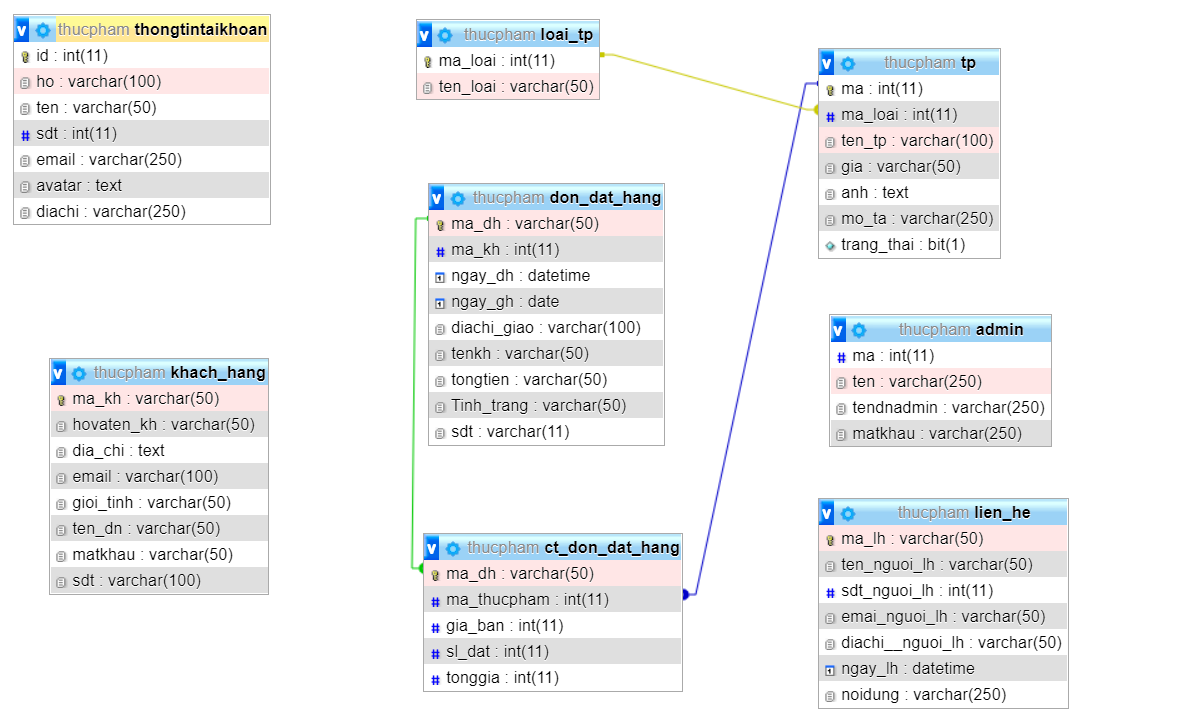 thucpham thongtintaikhoan
id : int(11)
ho : varchar(100)
ten : varchar(50)
# sdt : int(11)
email : varchar(250)
avatar : text
diachi : varchar(250)
thucpham loai_tp
ma_loai : int(11)
ten_loai : varchar(50)
thucpham tp
ma : int(11)
# ma_loai : int(11)
ten_tp : varchar(100)
gia : varchar(50)
anh : text
mo_ta : varchar(250)
trang_thai : bit(1)
thucpham don_dat_hang
ma_dh : varchar(50)
# ma_kh : int(11)
ngay_dh : datetime
ngay_gh : date
diachi_giao : varchar(100)
tenkh : varchar(50)
tongtien : varchar(50)
Tinh_trang : varchar(50)
sdt : varchar(11)
thucpham admin
# ma : int(11)
ten : varchar(250)
tendnadmin : varchar(250)
matkhau : varchar(250)
thucpham khach_hang
ma_kh : varchar(50)
hovaten_kh : varchar(50)
dia_chi : text
email : varchar(100)
gioi_tinh : varchar(50)
ten_dn : varchar(50)
matkhau : varchar(50)
sdt : varchar(100)
thucpham ct_don_dat_hang
ma_dh : varchar(50)
# ma_thucpham : int(11)
# gia_ban : int(11)
# sl_dat : int(11)
# tonggia : int(11)
thucpham lien_he
ma_lh : varchar(50)
ten_nguoi_lh : varchar(50)
# sdt_nguoi_lh : int(11)
emai_nguoi_lh : varchar(50)
diachi__nguoi_lh : varchar(50)
ngay_lh : datetime
noidung : varchar(250)